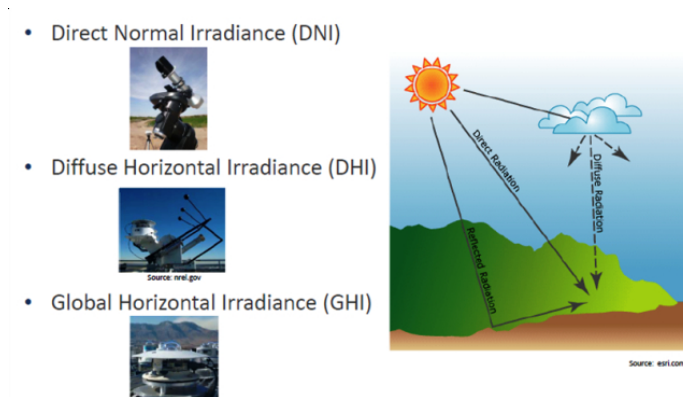 • Direct Normal Irradiance (DNI)
• Diffuse Horizontal Irradiance (DHI)
Source: nrel.gov
• Global Horizontal Irradiance (GHI)
Direct Radiation
Diffuse Radiation
Reflected Radiation
Source: esri.com